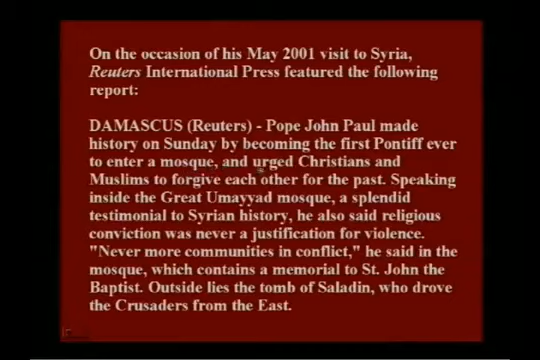 On the occasion of his May 2001 visit to Syria,
Reuters International Press featured the following
report:
DAMASCUS (Reuters) - Pope John Paul made
history on Sunday by becoming the first Pontiff ever
to enter a mosque, and urged Christians and
Muslims to forgive each other for the past. Speaking
inside the Great Umayyad mosque, a splendid
testimonial to Syrian history, he also said religious
conviction was never a justification for violence.
"Never more communities in conflict," he said in the
mosque, which contains a memorial to St. John the
Baptist. Outside lies the tomb of Saladin, who drove
the Crusaders from the East.